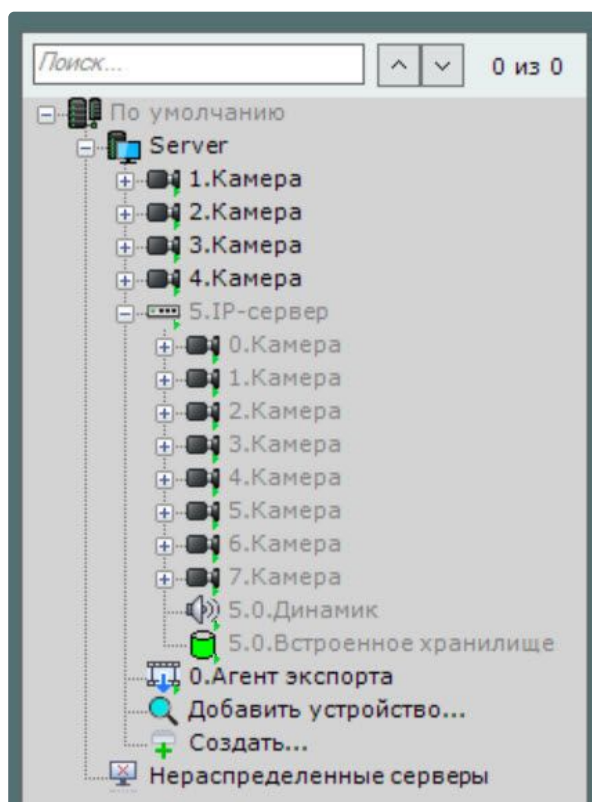 Поиск...
0 из 0
По умолчанию
Server
1.Камера
2.Камера
3.Камера
4.Камера
5.IP-сервер
0.Камера
1.Камера
2.Камера
3.Камера
4.Камера
5.Камера
6.Камера
7.Камера
5.0.Динамик
5.0.Встроенное хранилище
0.Агент экспорта
Добавить устройство...
Создать...
Нераспределенные серверы